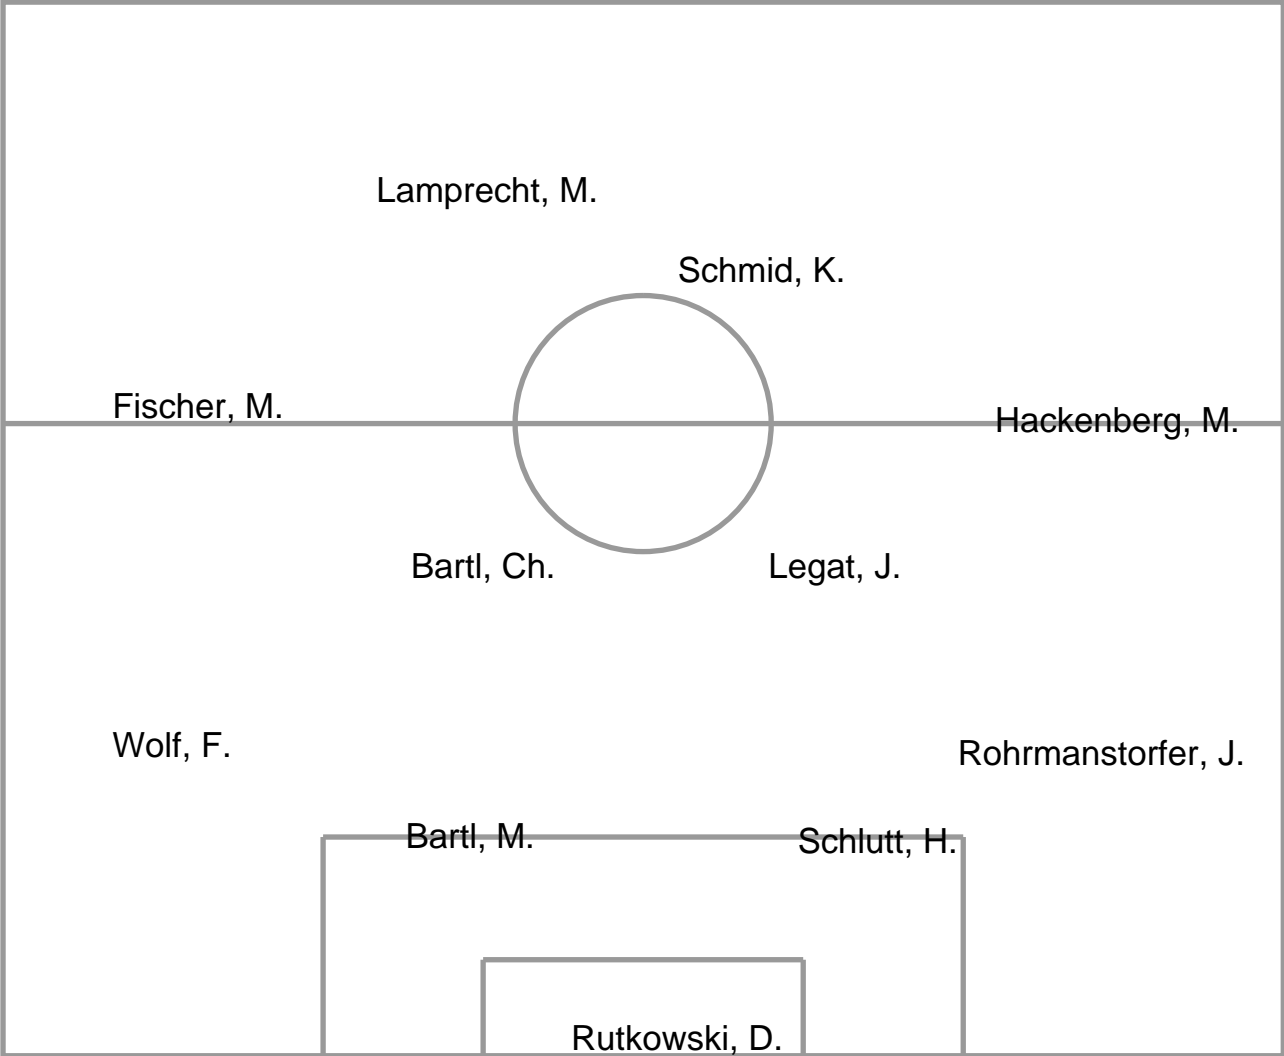 Lamprecht, M.
Schmid, K.
Fischer, M.
Hackenberg, M.
Bartl, Ch.
Legat, J.
Wolf, F.
Rohrmanstorfer, J.
Bartl, M.
Schlutt, H.
Rutkowski, D.